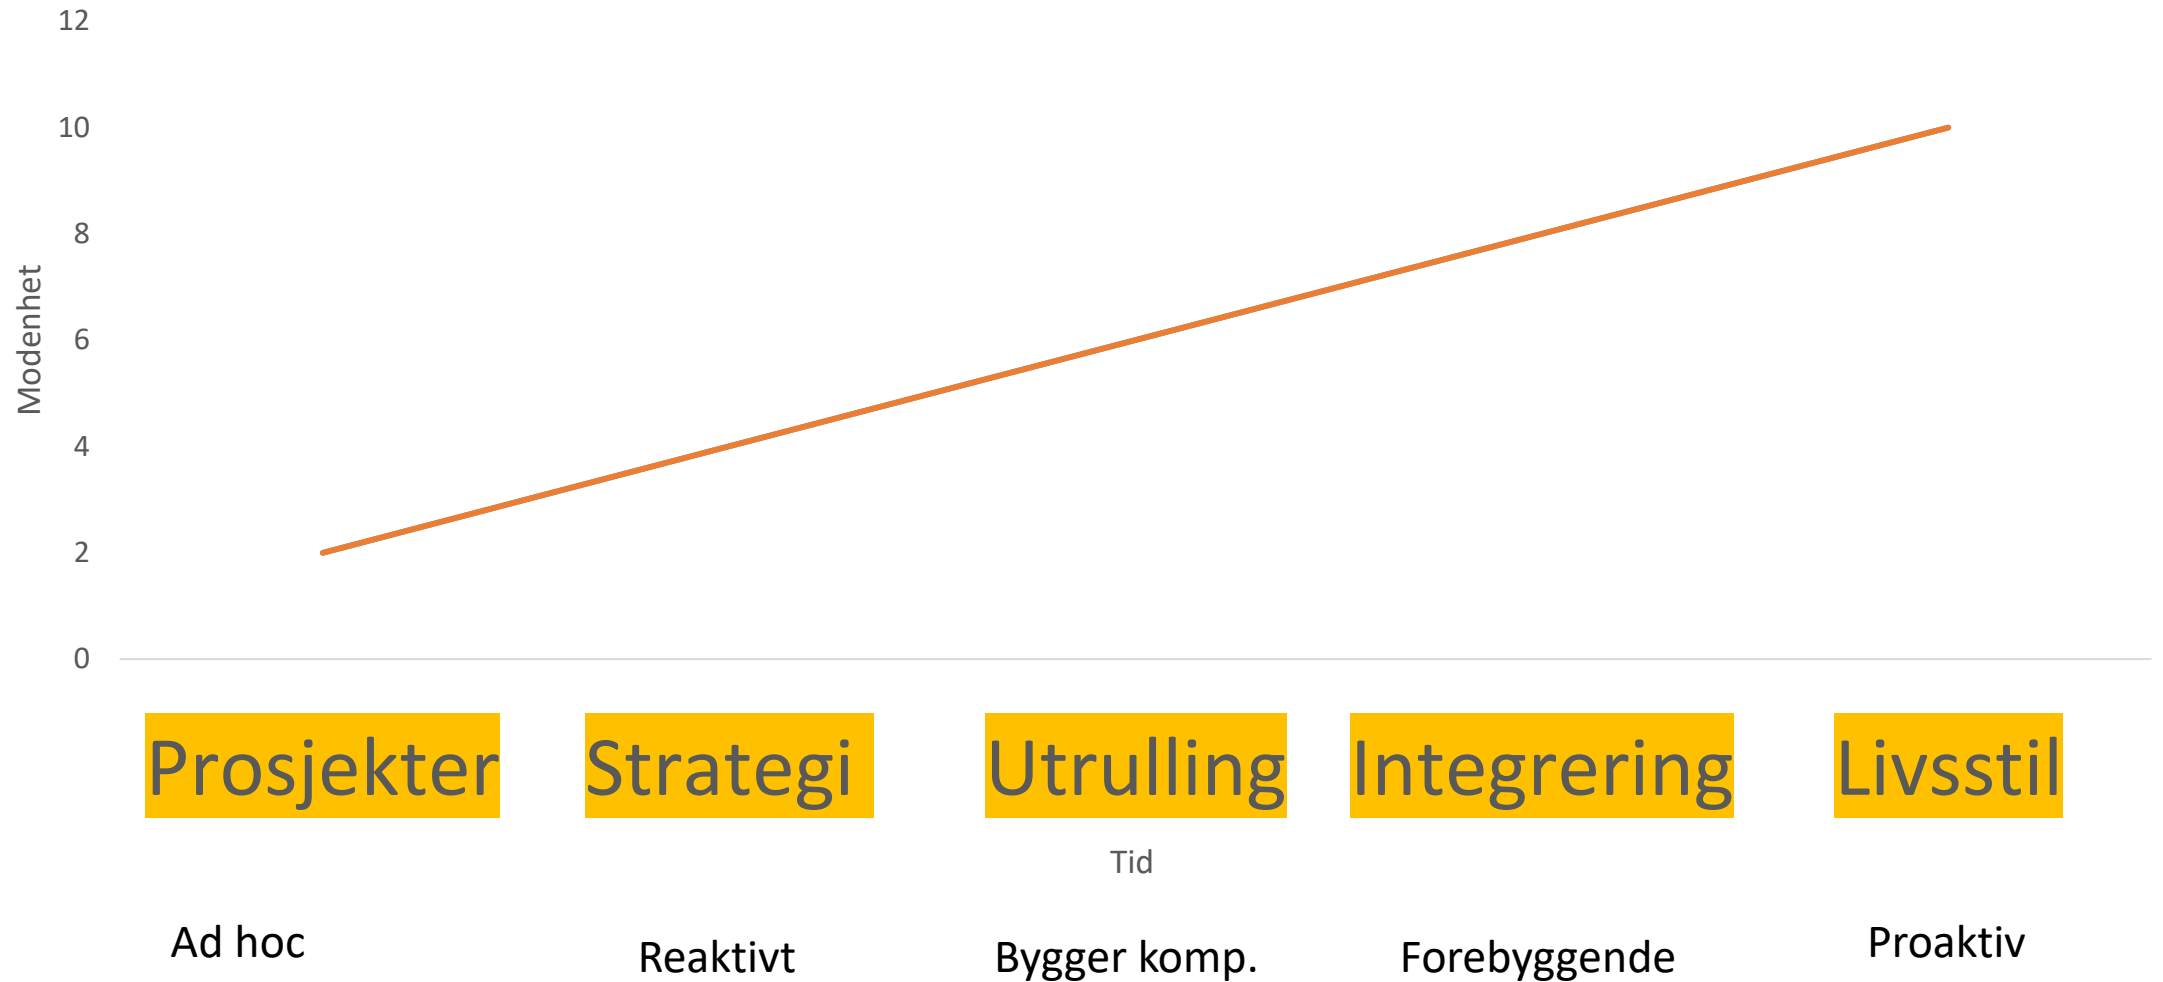 12
10
8
6
4
2
0
Modenhet
Prosjekter Strategi Utrulling Integrering Livsstil
Tid
Ad hoc Reaktivt Bygger komp. Forebyggende Proaktiv